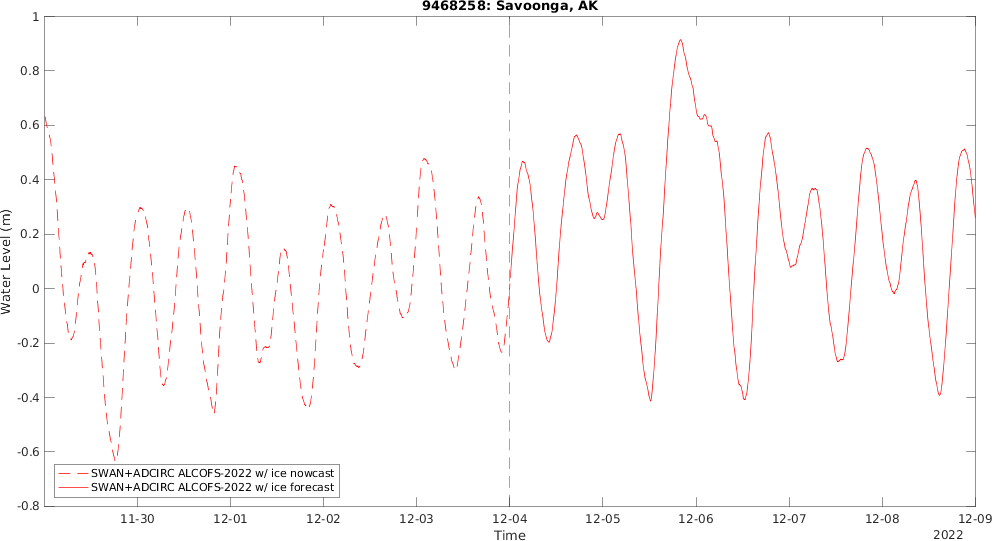 9468258: Savoonga, AK
1
0.8
0.6
0.4
0.2
0
-0.2
-0.4
-0.6
-0.8
Water Level (m)
SWAN+ADCIRC ALCOFS-2022 w/ ice nowcast
SWAN+ADCIRC ALCOFS-2022 w/ ice forecast
11-30 12-01 12-02 12-03 12-04 12-05 12-06 12-07 12-08 12-09
Time
2022